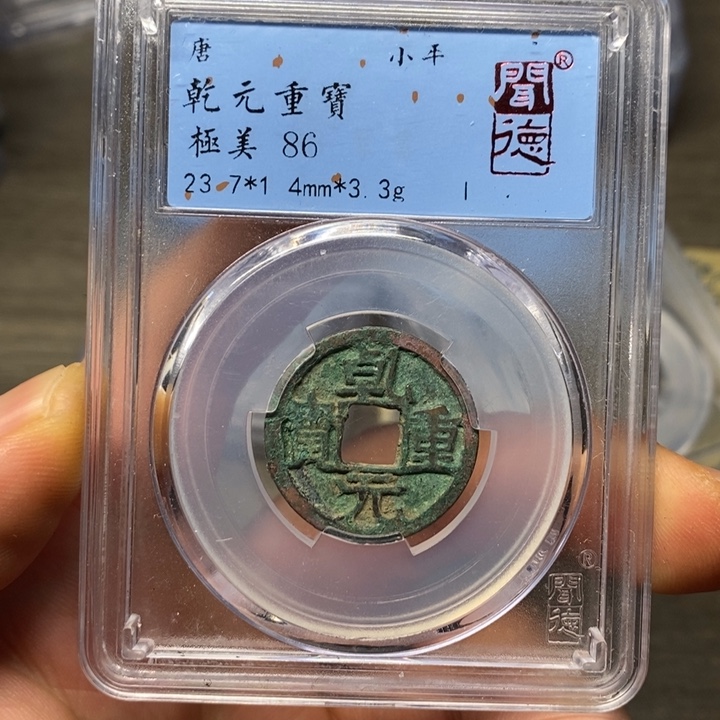 唐 小平
乾元重寶
極美 86
23.7*1.4mm*3.3g
聞德®
乾元重寶
®
聞德